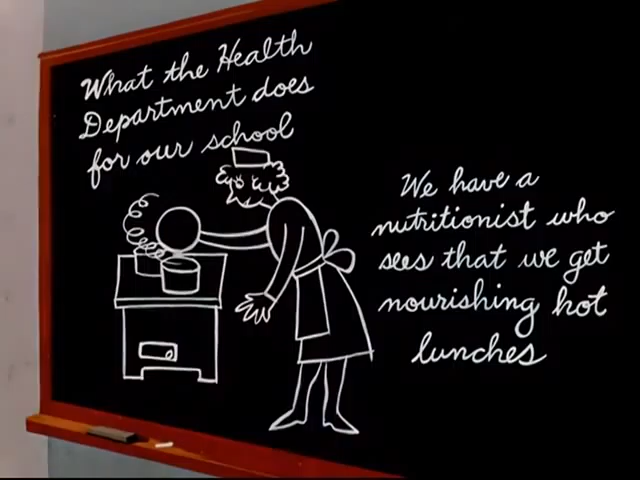 What the Health
Department does
for our school
We have a
nutritionist who
sees that we get
nourishing hot
lunches